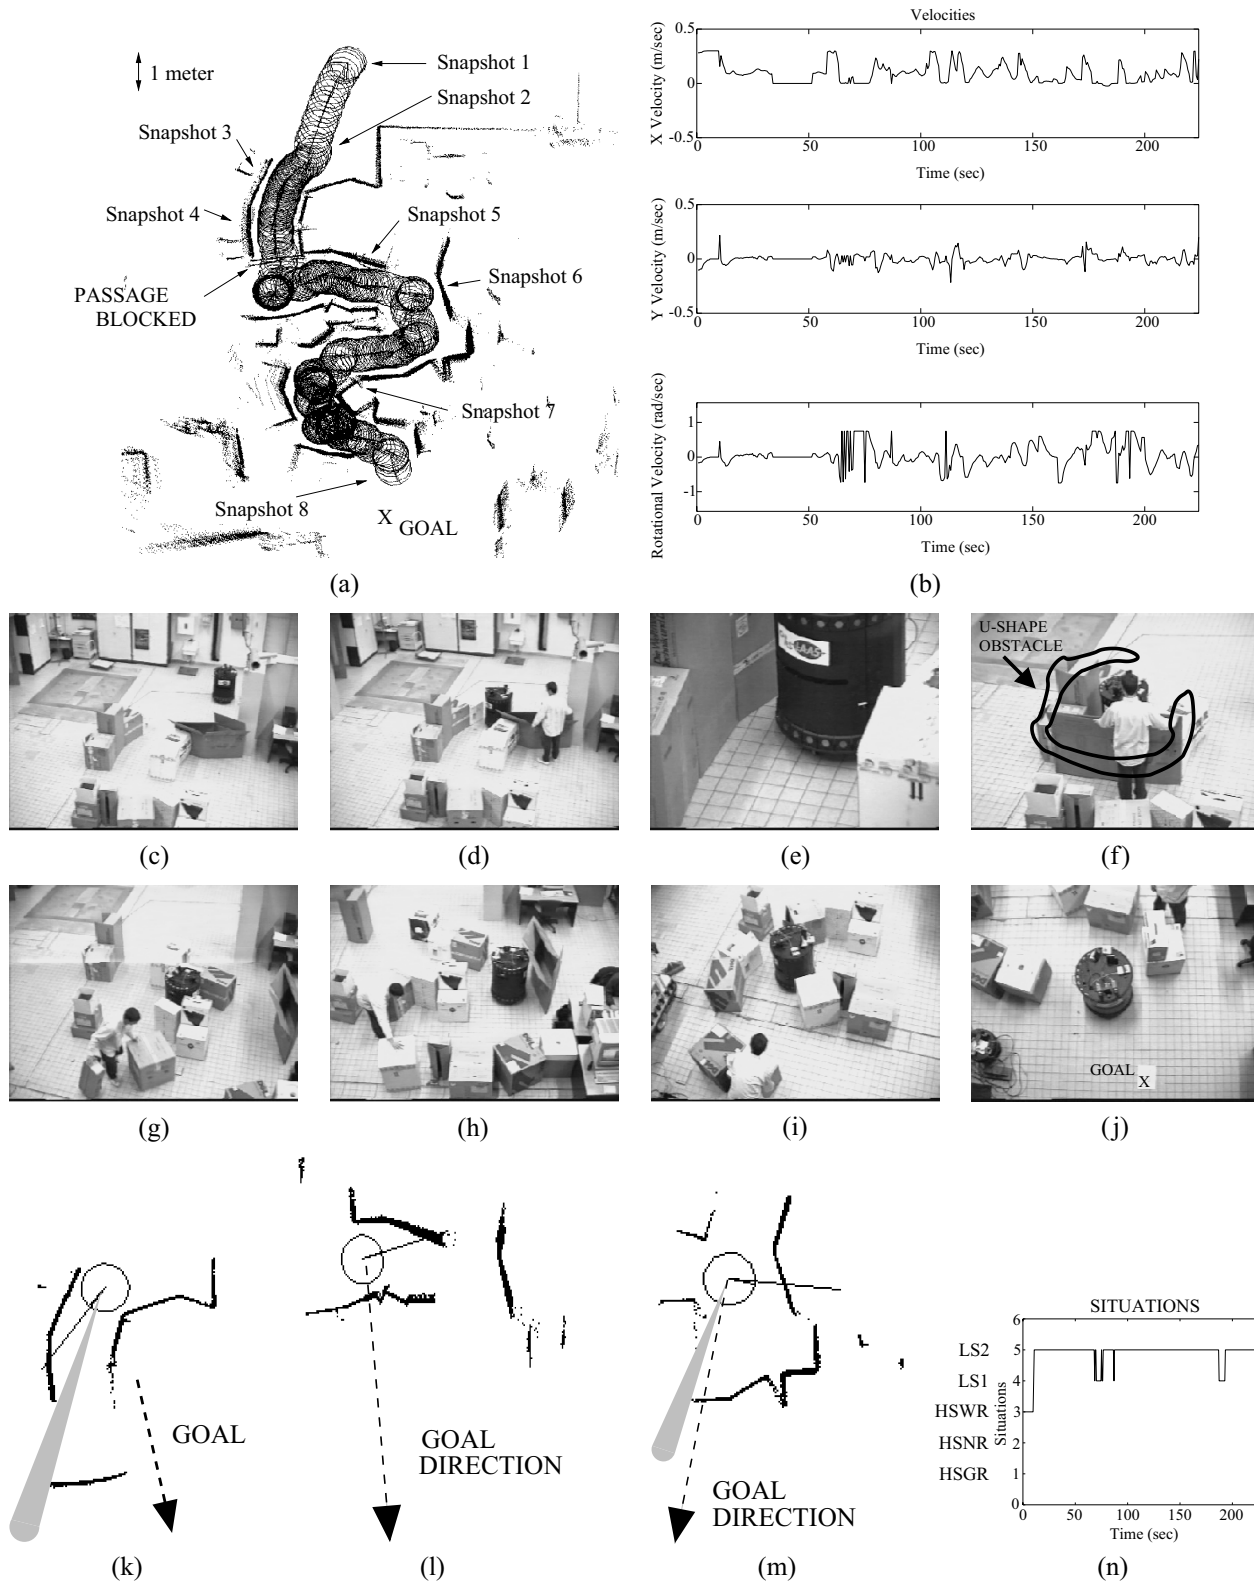 1 meter
Snapshot 1
Snapshot 2
Snapshot 3
Snapshot 4
Snapshot 5
Snapshot 6
PASSAGE
BLOCKED
Snapshot 7
Snapshot 8
X GOAL
(a)
Velocities
X Velocity (m/sec)
0.5
0
-0.5
0 50 100 150 200
Time (sec)
Y Velocity (m/sec)
0.5
0
-0.5
0 50 100 150 200
Time (sec)
Rotational Velocity (rad/sec)
1
0
-1
0 50 100 150 200
Time (sec)
(b)
(c)
(d)
LAAS
(e)
U-SHAPE
OBSTACLE
(f)
(g)
(h)
(i)
GOAL X
(j)
GOAL
(k)
GOAL
DIRECTION
(l)
GOAL
DIRECTION
(m)
SITUATIONS
6
LS2 5
LS1 4
HSWR 3
HSNR 2
HSGR 1
0
Situations
0 50 100 150 200
Time (sec)
(n)